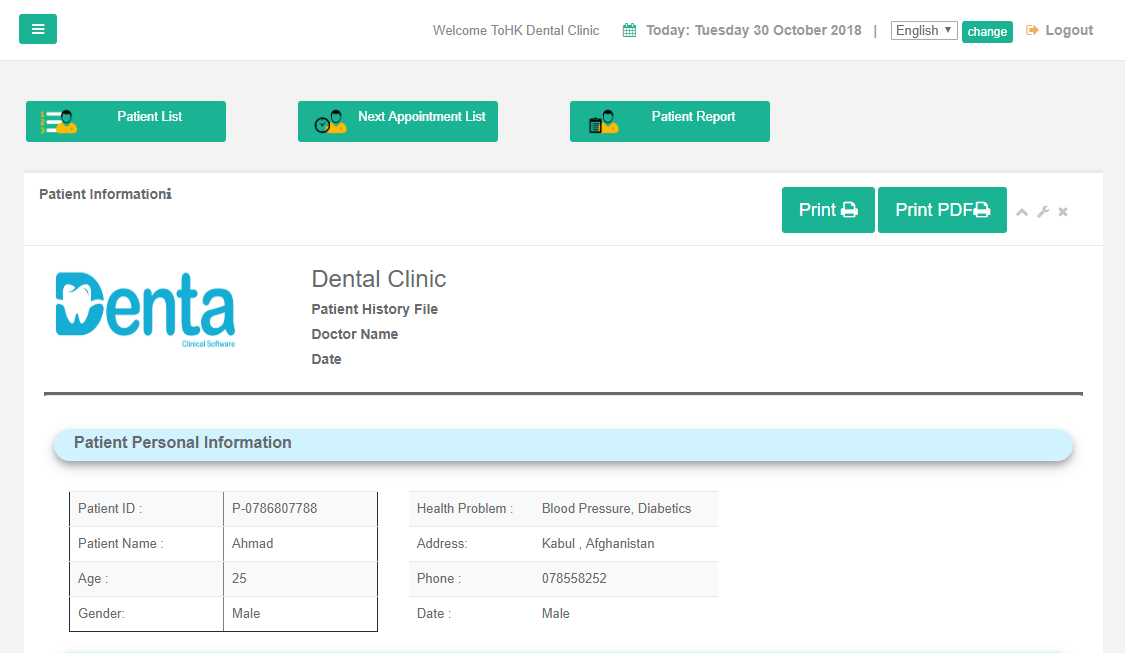 Welcome ToHK Dental Clinic Today: Tuesday 30 October 2018 | English change Logout
Patient List Next Appointment List Patient Report
Patient Informationi
Print Print PDF
Denta
Clinical Software
Dental Clinic
Patient History File
Doctor Name
Date
Patient Personal Information
Patient ID : P-0786807788 Health Problem : Blood Pressure, Diabetics
Patient Name : Ahmad Address: Kabul , Afghanistan
Age : 25 Phone : 078558252
Gender: Male Date : Male